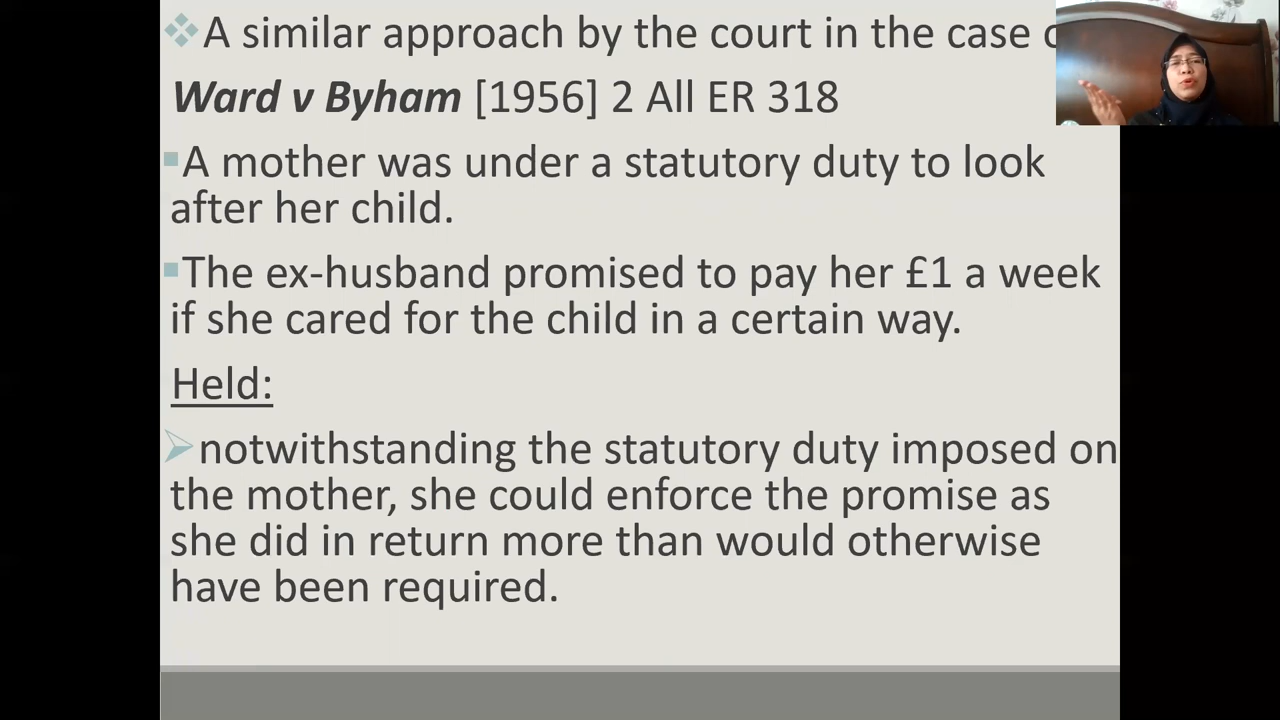 A similar approach by the court in the case
Ward v Byham [1956] 2 All ER 318
A mother was under a statutory duty to look
after her child.
The ex-husband promised to pay her £1 a week
if she cared for the child in a certain way.
Held:
notwithstanding the statutory duty imposed on
the mother, she could enforce the promise as
she did in return more than would otherwise
have been required.